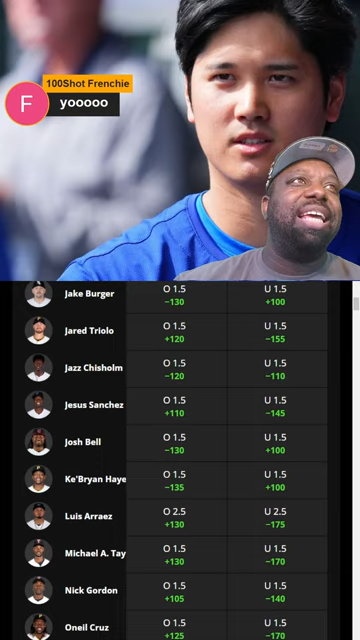 100Shot Frenchie
F
yooooo
Jake Burger O 1.5 U 1.5
−130 +100
Jared Triolo O 1.5 U 1.5
+120 −155
Jazz Chisholm O 1.5 U 1.5
−120 −110
Jesus Sanchez O 1.5 U 1.5
+110 −145
Josh Bell O 1.5 U 1.5
−130 +100
Ke'Bryan Haye O 1.5 U 1.5
−135 +100
Luis Arraez O 2.5 U 2.5
+130 −175
Michael A. Tay O 1.5 U 1.5
+130 −170
Nick Gordon O 1.5 U 1.5
+105 −140
Oneil Cruz O 1.5 U 1.5
+125 −170